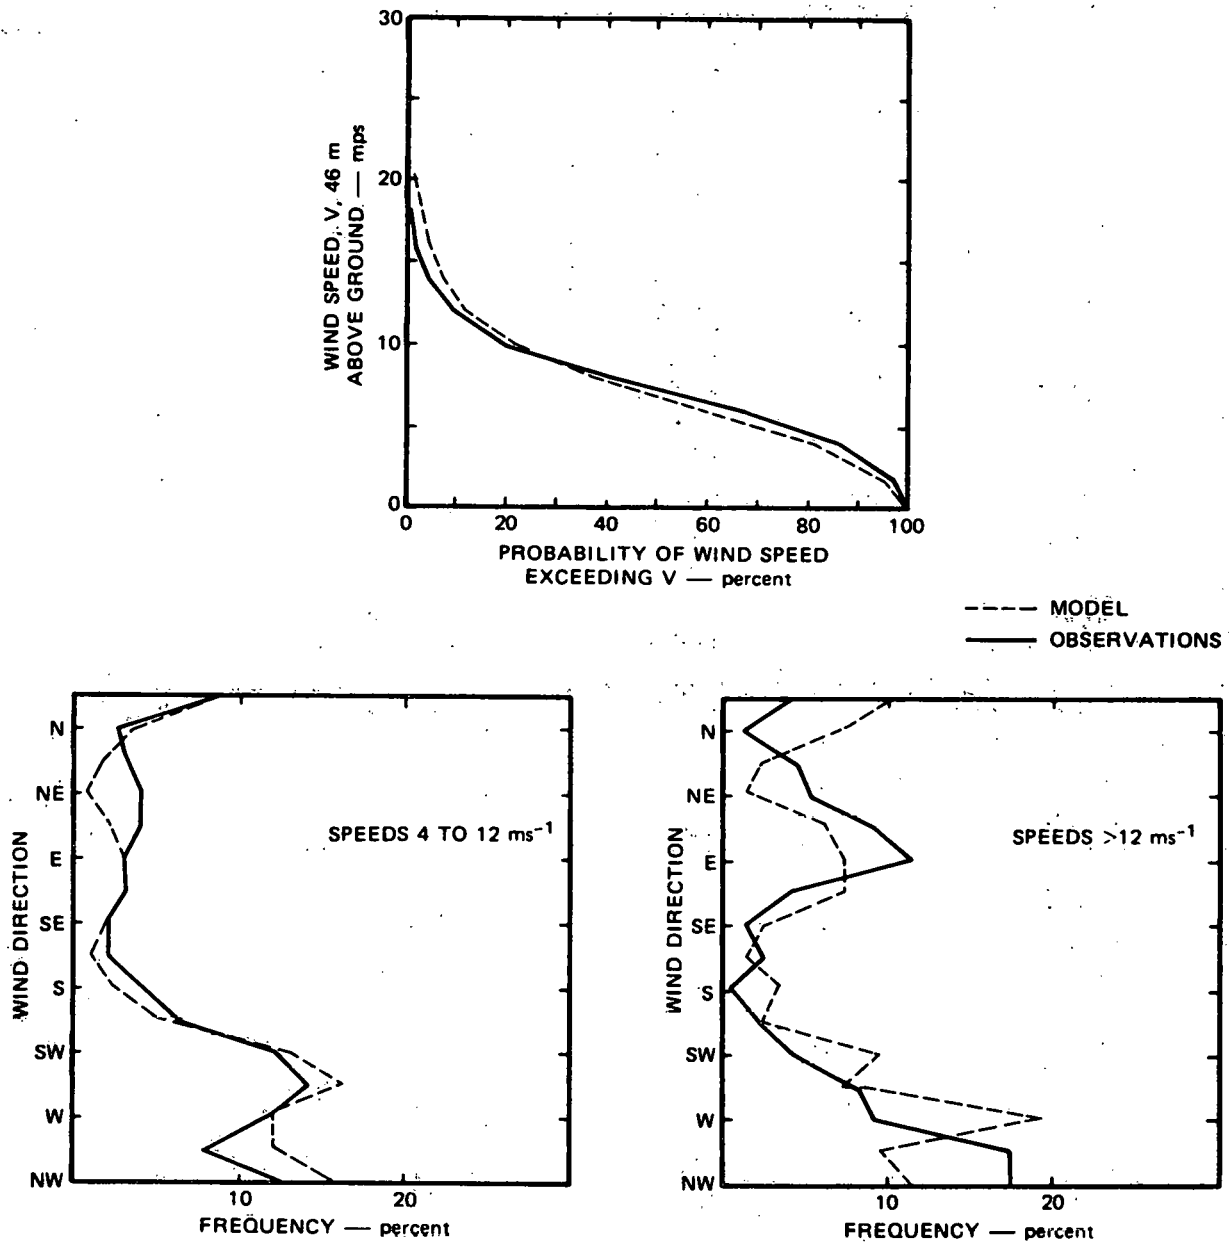 30
20
10
0
WIND SPEED, V, 46 m
ABOVE GROUND — mps
0 20 40 60 80 100
PROBABILITY OF WIND SPEED
EXCEEDING V — percent
MODEL
OBSERVATIONS
N
NE
E
SE
S
SW
W
NW
WIND DIRECTION
SPEEDS 4 TO 12 ms⁻¹
10 20
FREQUENCY — percent
N
NE
E
SE
S
SW
W
NW
WIND DIRECTION
SPEEDS >12 ms⁻¹
10 20
FREQUENCY — percent